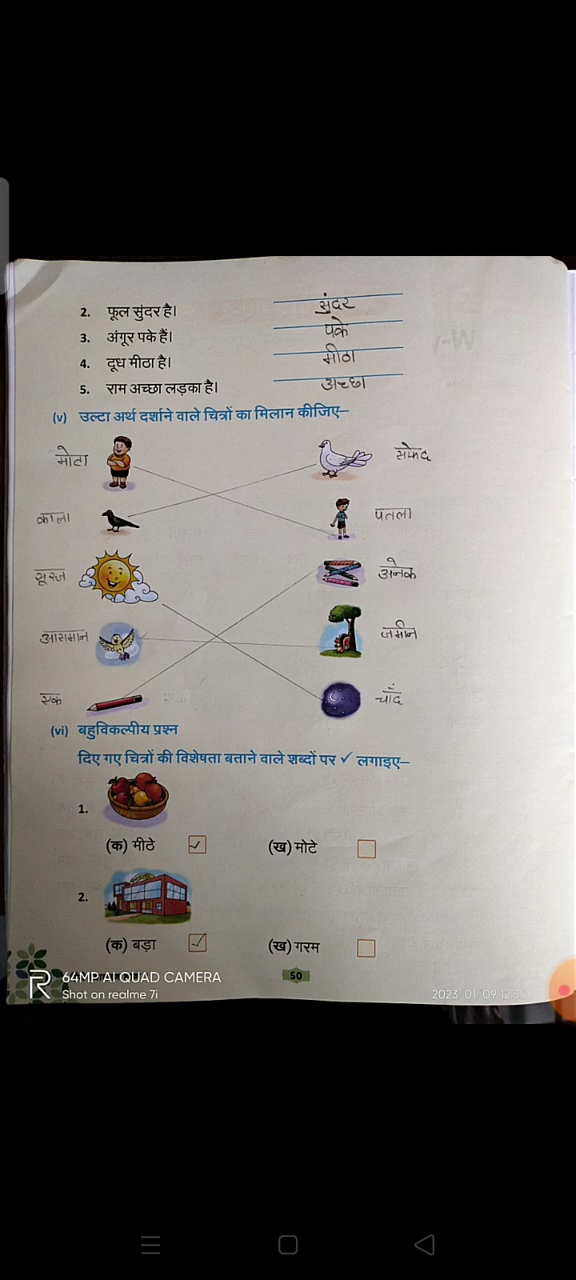 2. फूल सुंदर है। सुंदर
3. अंगूर पके हैं। पके
4. दूध मीठा है। मीठा
5. राम अच्छा लड़का है। अच्छा
(v) उल्टा अर्थ दर्शाने वाले चित्रों का मिलान कीजिए–
मोटा सफेद
काला पतला
सूरज अनेक
आसमान जमीन
एक चाँद
(vi) बहुविकल्पीय प्रश्न
दिए गए चित्रों की विशेषता बताने वाले शब्दों पर ✓ लगाइए–
1.
(क) मीठे ✓ (ख) मोटे
2.
(क) बड़ा ✓ (ख) गरम
50
R 64MP AI QUAD CAMERA
Shot on realme 7i